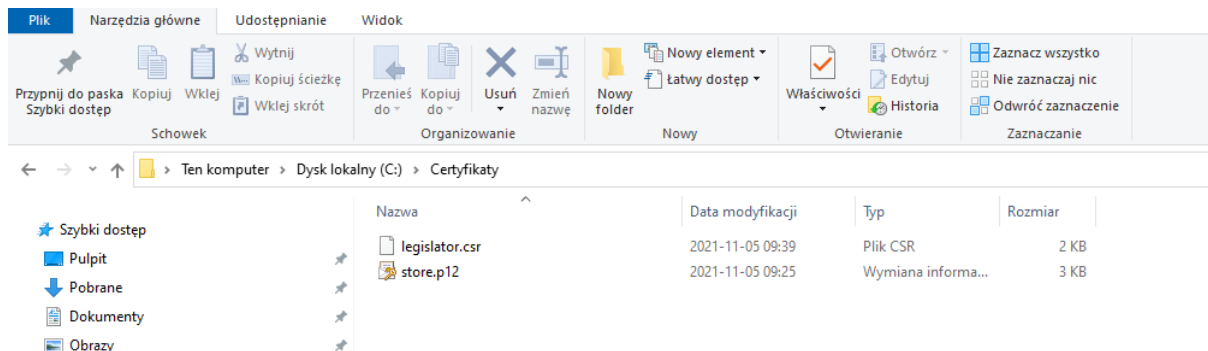 Plik Narzędzia główne Udostępnianie Widok
Przypnij do paska
Szybki dostęp
Kopiuj
Wklej
Wytnij
Kopiuj ścieżkę
Wklej skrót
Schowek
Przenieś
do
Kopiuj
do
Usuń
Zmień
nazwę
Organizowanie
Nowy
folder
Nowy element
Łatwy dostęp
Nowy
Właściwości
Otwórz
Edytuj
Historia
Otwieranie
Zaznacz wszystko
Nie zaznaczaj nic
Odwróć zaznaczenie
Zaznaczanie
Ten komputer > Dysk lokalny (C:) > Certyfikaty
Szybki dostęp
Pulpit
Pobrane
Dokumenty
Obrazy
Nazwa Data modyfikacji Typ Rozmiar
legislator.csr 2021-11-05 09:39 Plik CSR 2 KB
store.p12 2021-11-05 09:25 Wymiana informa... 3 KB